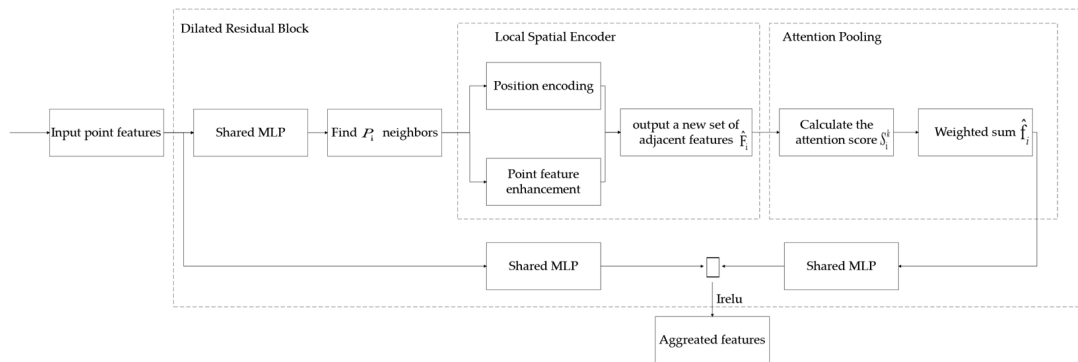 Dilated Residual Block
Local Spatial Encoder
Attention Pooling
Position encoding
Input point features
Shared MLP
Find P_i neighbors
output a new set of
adjacent features F̂_i
Calculate the
attention score S_i^k
Weighted sum f̂_i
Point feature
enhancement
Shared MLP
Shared MLP
Irelu
Aggreated features